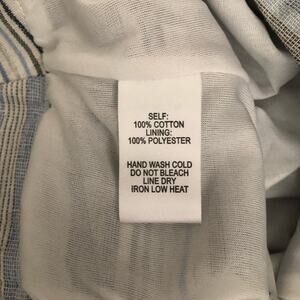 SELF:
100% COTTON
LINING:
100% POLYESTER
HAND WASH COLD
DO NOT BLEACH
LINE DRY
IRON LOW HEAT